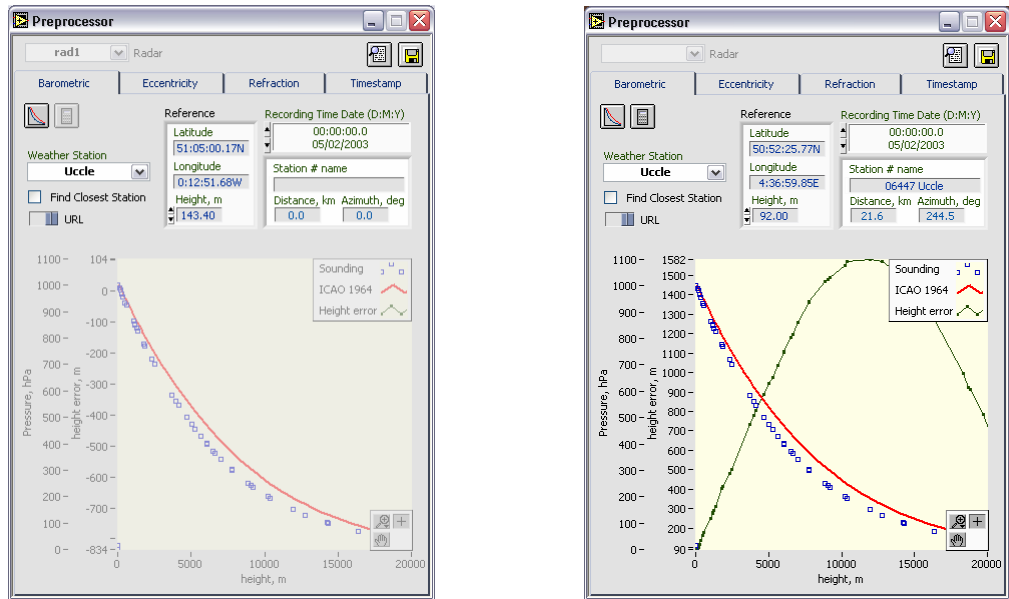 Preprocessor
rad1 Radar
Barometric Eccentricity Refraction Timestamp
Reference Recording Time Date (D:M:Y)
Latitude 00:00:00.0
51:05:00.17N 05/02/2003
Weather Station Longitude Station # name
Uccle 0:12:51.68W
Find Closest Station Height, m Distance, km Azimuth, deg
URL 143.40 0.0 0.0
1100 104 Sounding
1000 0 ICAO 1964
900 -100 Height error
800 -200
700 -300
600 -400
500 -500
400 -600
300 -700
200
100
0 -834
Pressure, hPa
height error, m
0 5000 10000 15000 20000
height, m
Preprocessor
Radar
Barometric Eccentricity Refraction Timestamp
Reference Recording Time Date (D:M:Y)
Latitude 00:00:00.0
50:52:25.77N 05/02/2003
Weather Station Longitude Station # name
Uccle 4:36:59.85E 06447 Uccle
Find Closest Station Height, m Distance, km Azimuth, deg
URL 92.00 21.6 244.5
1100 1582 Sounding
1000 1500 ICAO 1964
900 1400 Height error
800 1300
700 1200
600 1100
500 1000
400 900
300 800
200 700
100 600
0 500
400
300
200
90
Pressure, hPa
height error, m
0 5000 10000 15000 20000
height, m